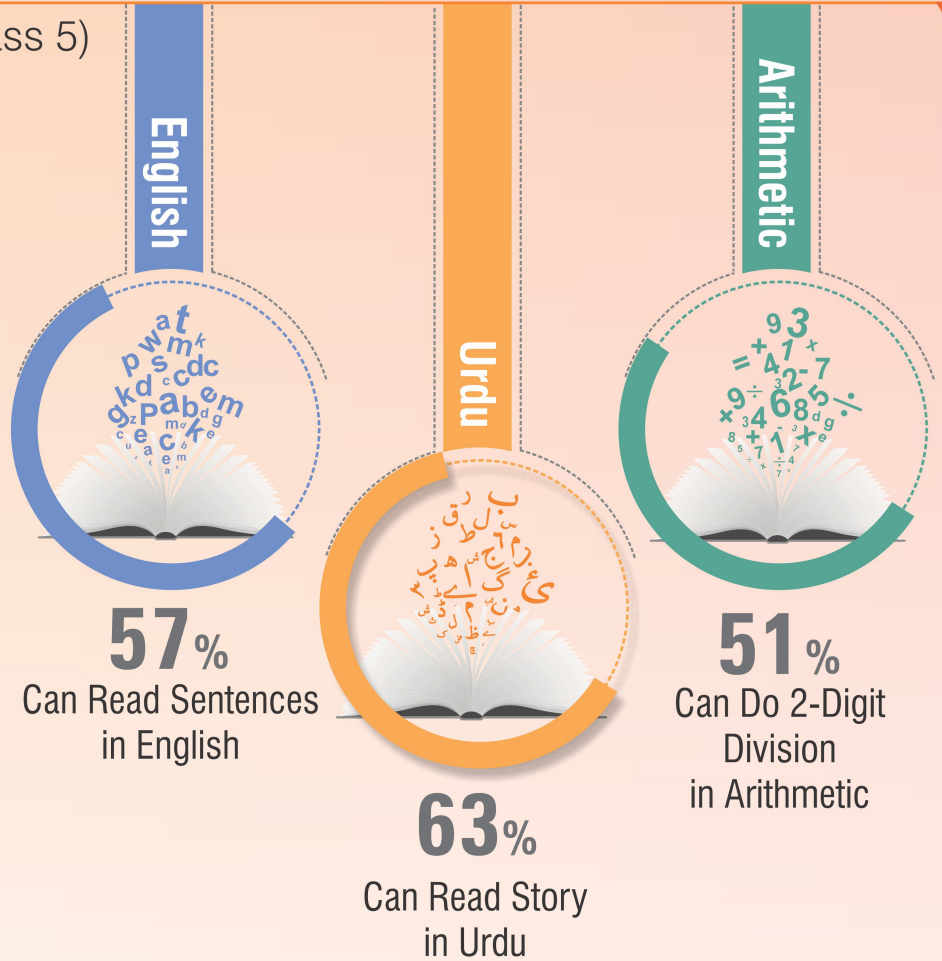 ass 5)
English
57%
Can Read Sentences
in English
Urdu
63%
Can Read Story
in Urdu
Arithmetic
51%
Can Do 2-Digit
Division
in Arithmetic